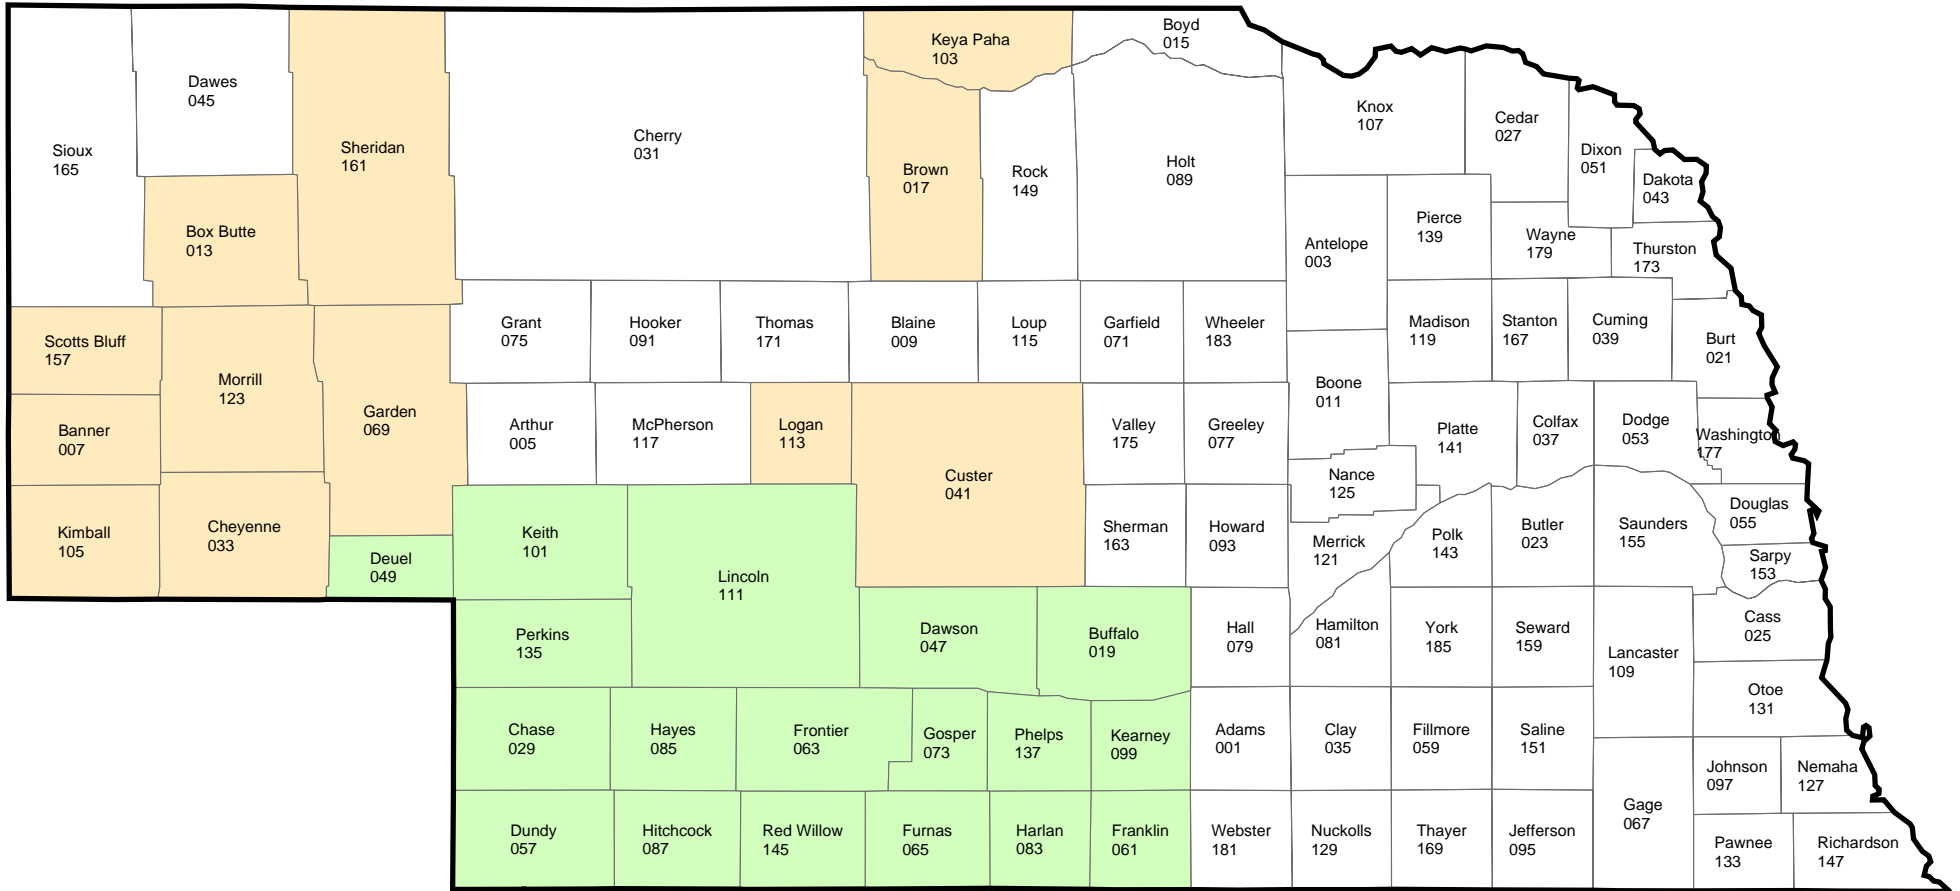 Boyd
015
Keya Paha
103
Dawes
045
Knox
107
Cedar
027
Cherry
031
Sheridan
161
Sioux
165
Brown
017
Rock
149
Holt
089
Dixon
051
Dakota
043
Box Butte
013
Pierce
139
Wayne
179
Antelope
003
Thurston
173
Grant
075
Hooker
091
Thomas
171
Blaine
009
Loup
115
Garfield
071
Wheeler
183
Madison
119
Stanton
167
Cuming
039
Burt
021
Scotts Bluff
157
Morrill
123
Boone
011
Garden
069
Banner
007
Arthur
005
McPherson
117
Logan
113
Valley
175
Greeley
077
Platte
141
Colfax
037
Dodge
053
Washington
177
Custer
041
Nance
125
Douglas
055
Kimball
105
Cheyenne
033
Keith
101
Sherman
163
Howard
093
Merrick
121
Polk
143
Butler
023
Saunders
155
Sarpy
153
Deuel
049
Lincoln
111
Perkins
135
Dawson
047
Buffalo
019
Hall
079
Hamilton
081
York
185
Seward
159
Cass
025
Lancaster
109
Otoe
131
Chase
029
Hayes
085
Frontier
063
Gosper
073
Phelps
137
Kearney
099
Adams
001
Clay
035
Fillmore
059
Saline
151
Johnson
097
Nemaha
127
Gage
067
Dundy
057
Hitchcock
087
Red Willow
145
Furnas
065
Harlan
083
Franklin
061
Webster
181
Nuckolls
129
Thayer
169
Jefferson
095
Pawnee
133
Richardson
147